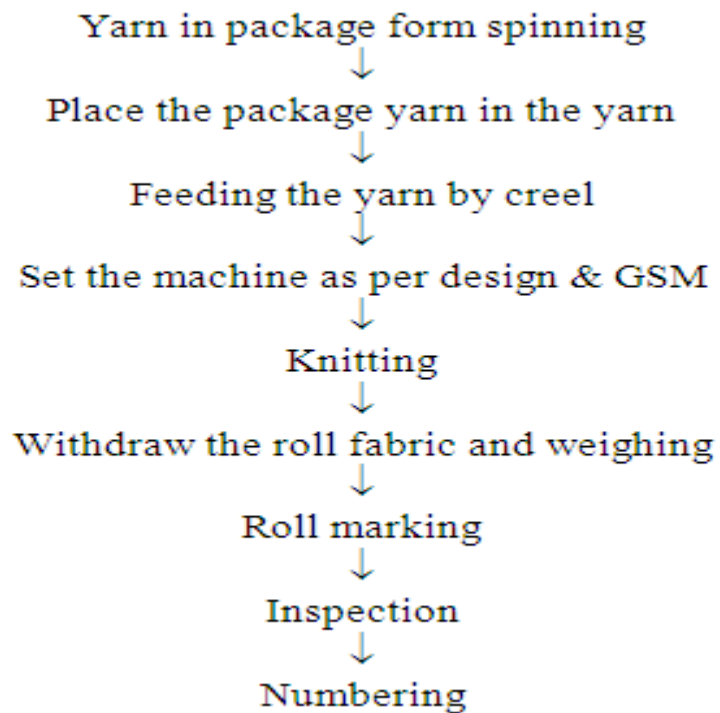 Yarn in package form spinning
↓
Place the package yarn in the yarn
↓
Feeding the yarn by creel
↓
Set the machine as per design & GSM
↓
Knitting
↓
Withdraw the roll fabric and weighing
↓
Roll marking
↓
Inspection
↓
Numbering